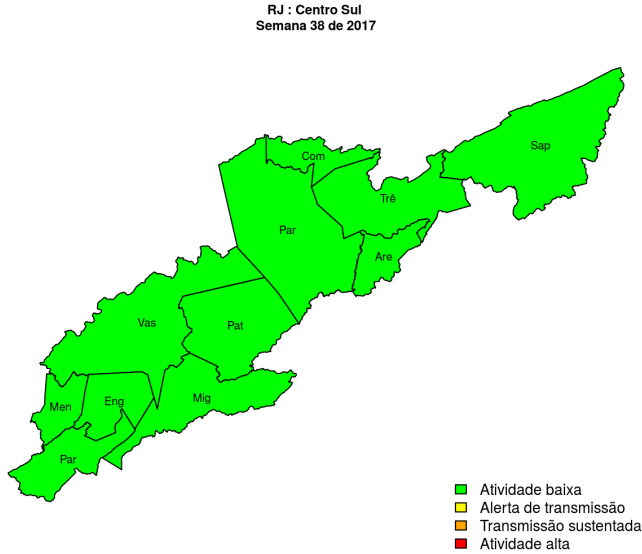 RJ : Centro Sul
Semana 38 de 2017
Sap
Com
Trê
Par
Are
Vas
Pat
Mig
Eng
Men
Par
Atividade baixa
Alerta de transmissão
Transmissão sustentada
Atividade alta